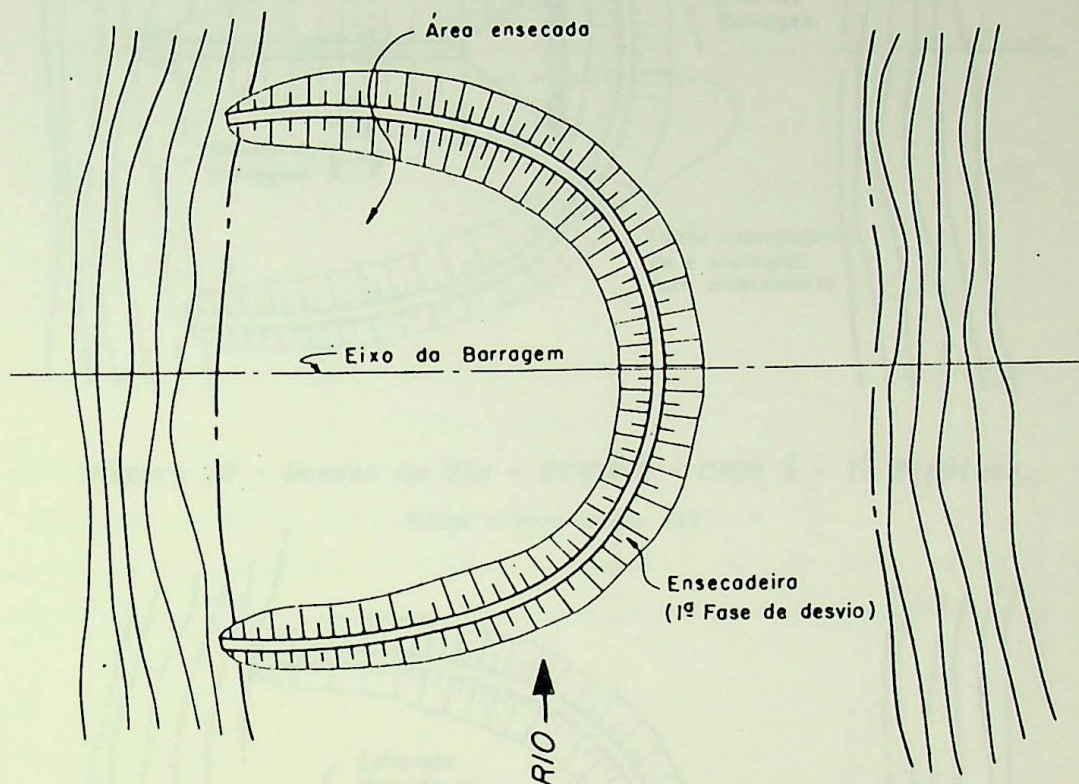 Área ensecada
Eixo da Barragem
Ensecadeira
(1ª Fase de desvio)
RIO